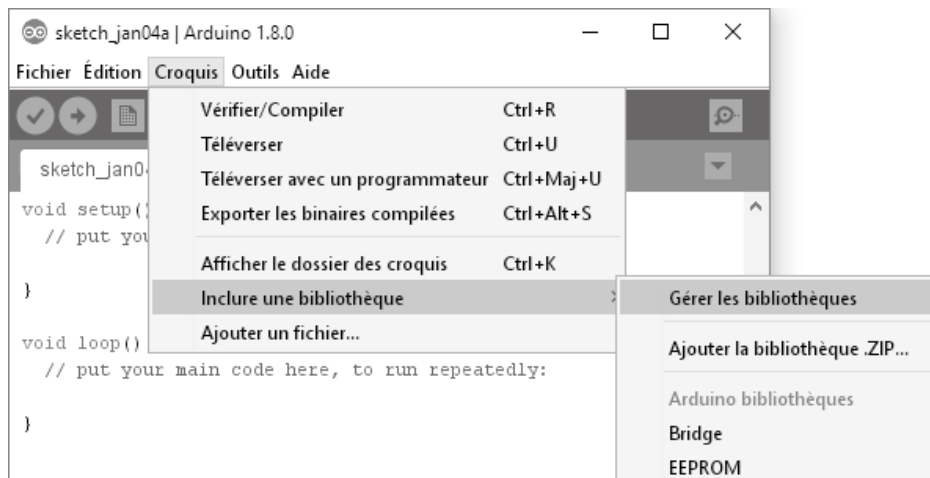 sketch_jan04a | Arduino 1.8.0
Fichier Édition Croquis Outils Aide
Vérifier/Compiler Ctrl+R
Téléverser Ctrl+U
Téléverser avec un programmateur Ctrl+Maj+U
Exporter les binaires compilées Ctrl+Alt+S
Afficher le dossier des croquis Ctrl+K
Inclure une bibliothèque
Ajouter un fichier...
Gérer les bibliothèques
Ajouter la bibliothèque .ZIP...
Arduino bibliothèques
Bridge
EEPROM
sketch_jan0
void setup()
// put you
}
void loop()
// put your main code here, to run repeatedly:
}